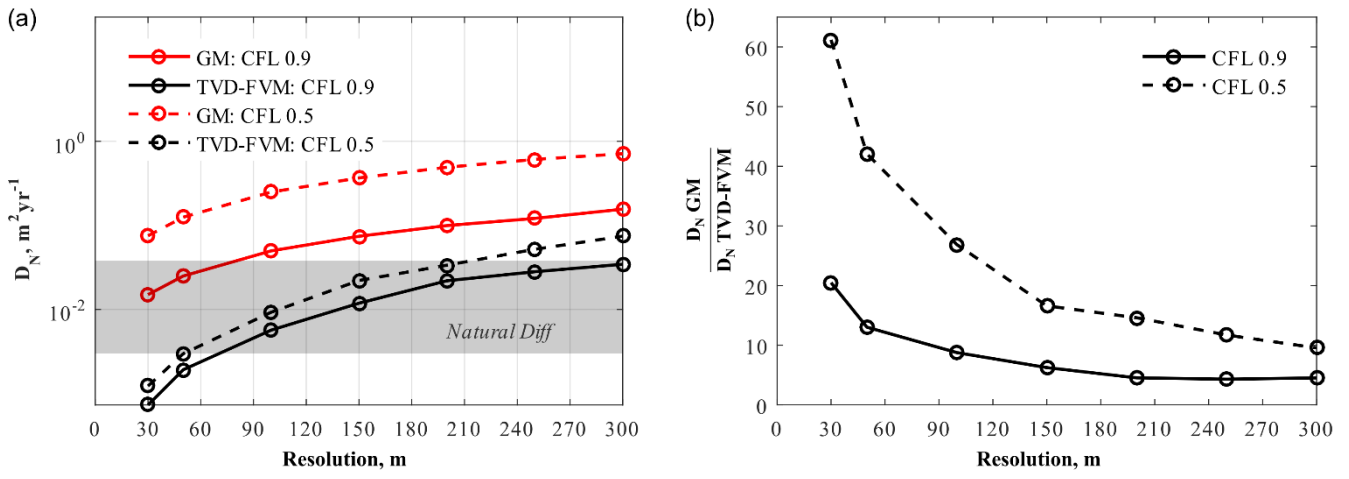 (a)
GM: CFL 0.9
TVD-FVM: CFL 0.9
GM: CFL 0.5
TVD-FVM: CFL 0.5
10^0
10^-2
D_N, m^2 yr^-1
Natural Diff
0 30 60 90 120 150 180 210 240 270 300
Resolution, m
(b)
CFL 0.9
CFL 0.5
60
50
40
30
20
10
0
D_N GM
D_N TVD-FVM
0 30 60 90 120 150 180 210 240 270 300
Resolution, m